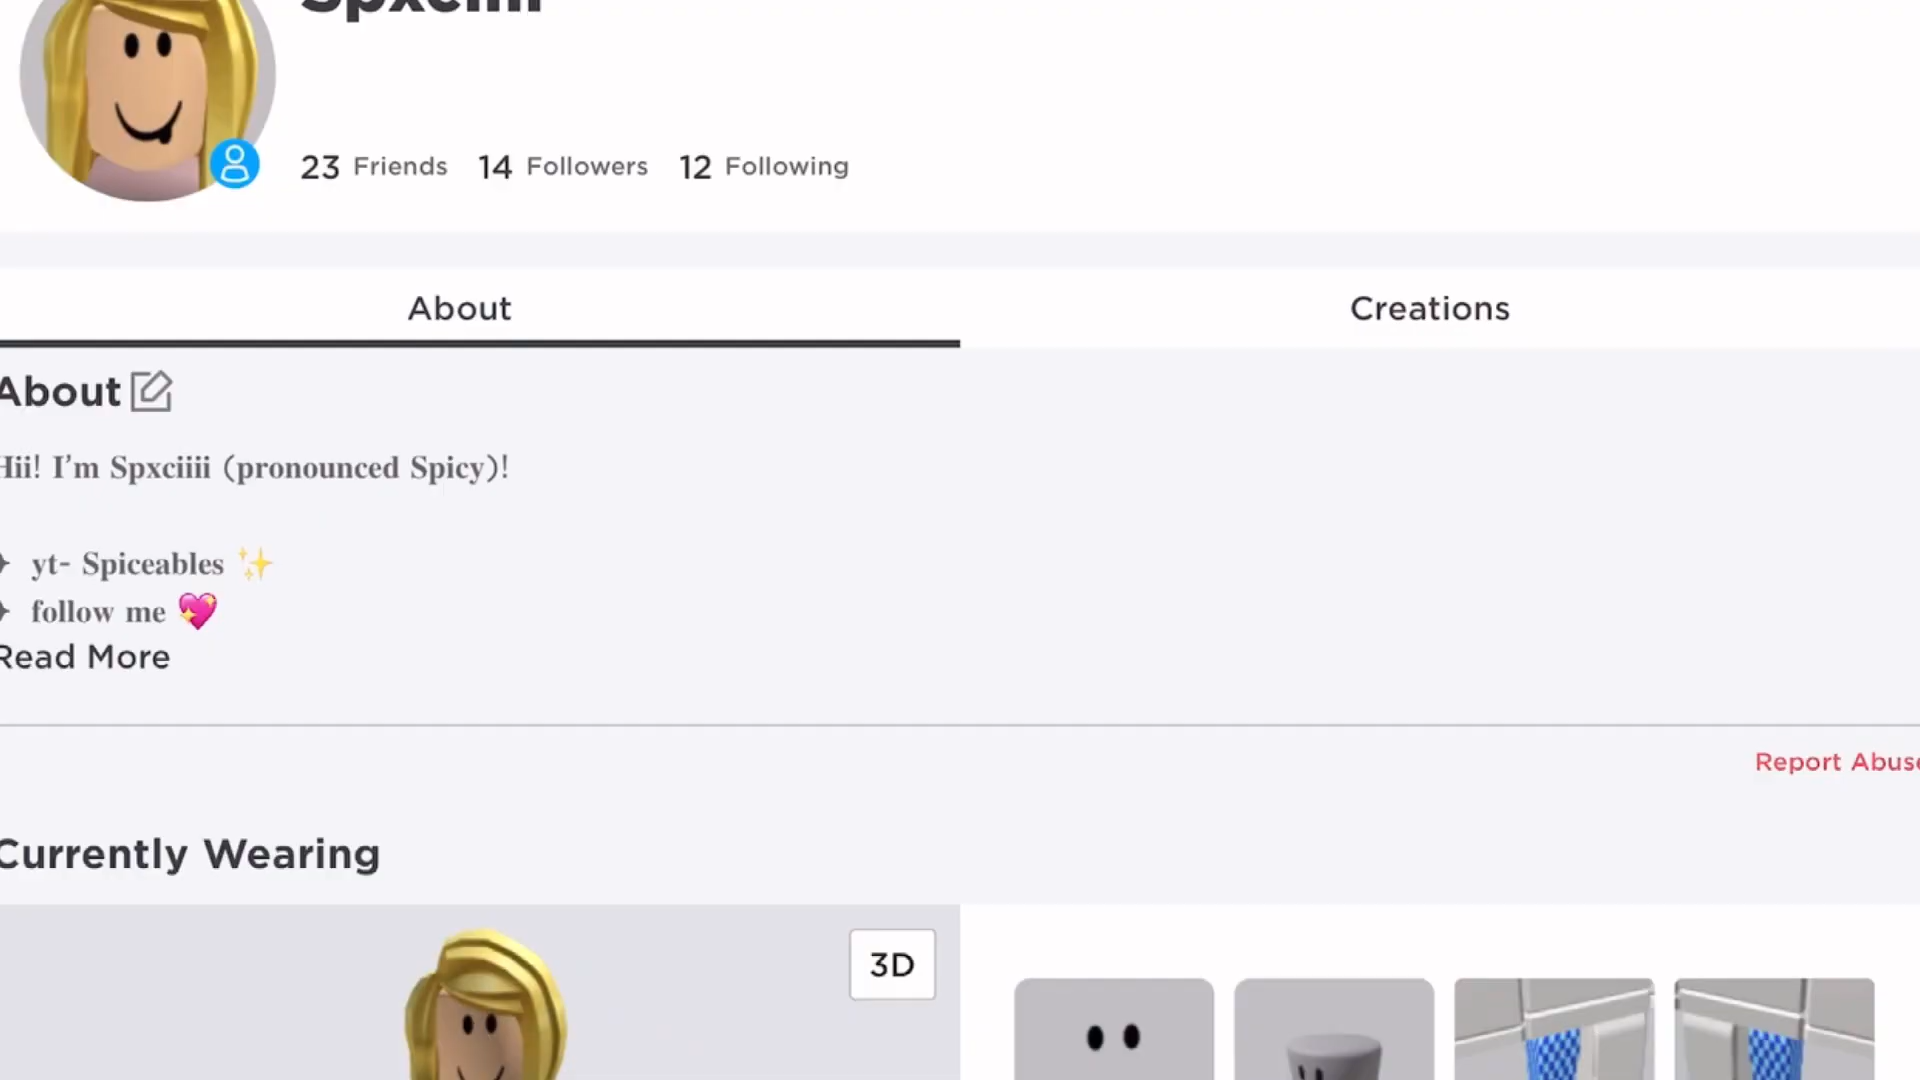 Spxciiii
23 Friends 14 Followers 12 Following
About Creations
About
Hii! I'm Spxciiii (pronounced Spicy)!
yt- Spiceables ✨
follow me 💖
Read More
Report Abuse
Currently Wearing
3D